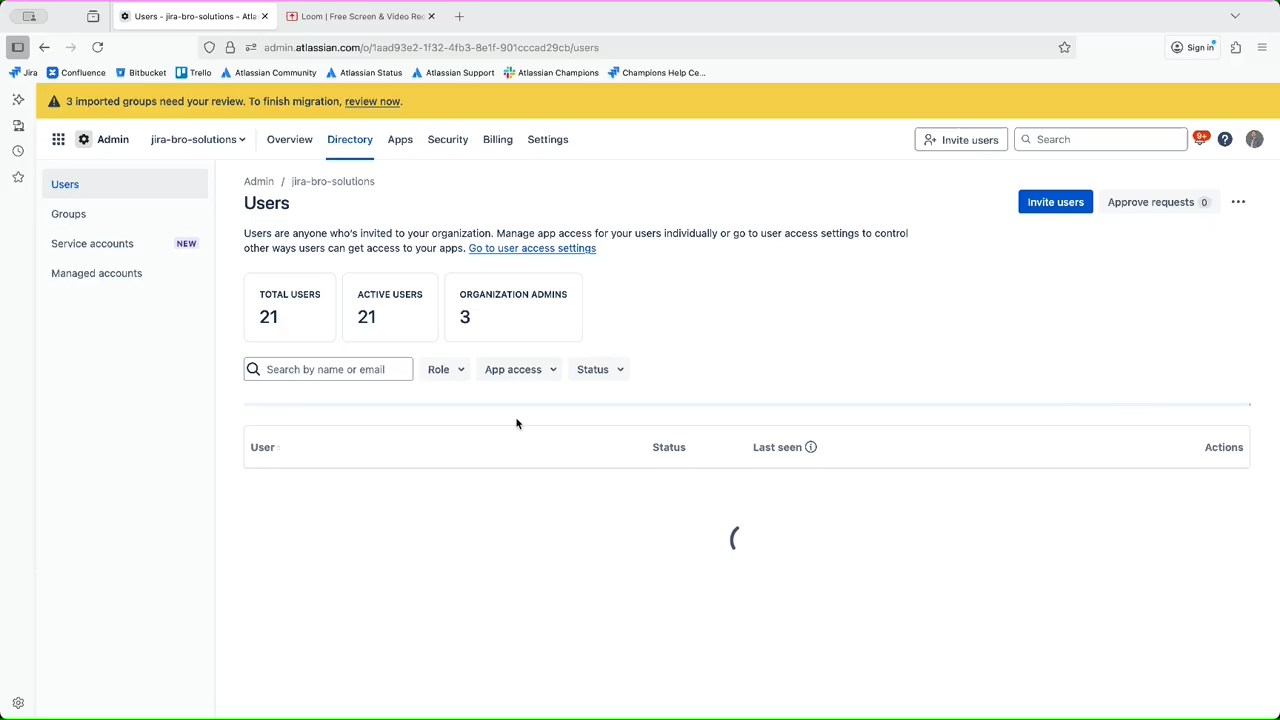 Users - jira-bro-solutions - Atla
Loom | Free Screen & Video Rec
admin.atlassian.com/o/1aad93e2-1f32-4fb3-8e1f-901cccad29cb/users
Sign in
Jira
Confluence
Bitbucket
Trello
Atlassian Community
Atlassian Status
Atlassian Support
Atlassian Champions
Champions Help Ce...
3 imported groups need your review. To finish migration, review now.
Admin
jira-bro-solutions
Overview
Directory
Apps
Security
Billing
Settings
Invite users
Search
9+
Users
Groups
Service accounts NEW
Managed accounts
Admin / jira-bro-solutions
Users
Invite users
Approve requests 0
Users are anyone who's invited to your organization. Manage app access for your users individually or go to user access settings to control
other ways users can get access to your apps. Go to user access settings
TOTAL USERS
21
ACTIVE USERS
21
ORGANIZATION ADMINS
3
Search by name or email
Role
App access
Status
User
Status
Last seen
Actions